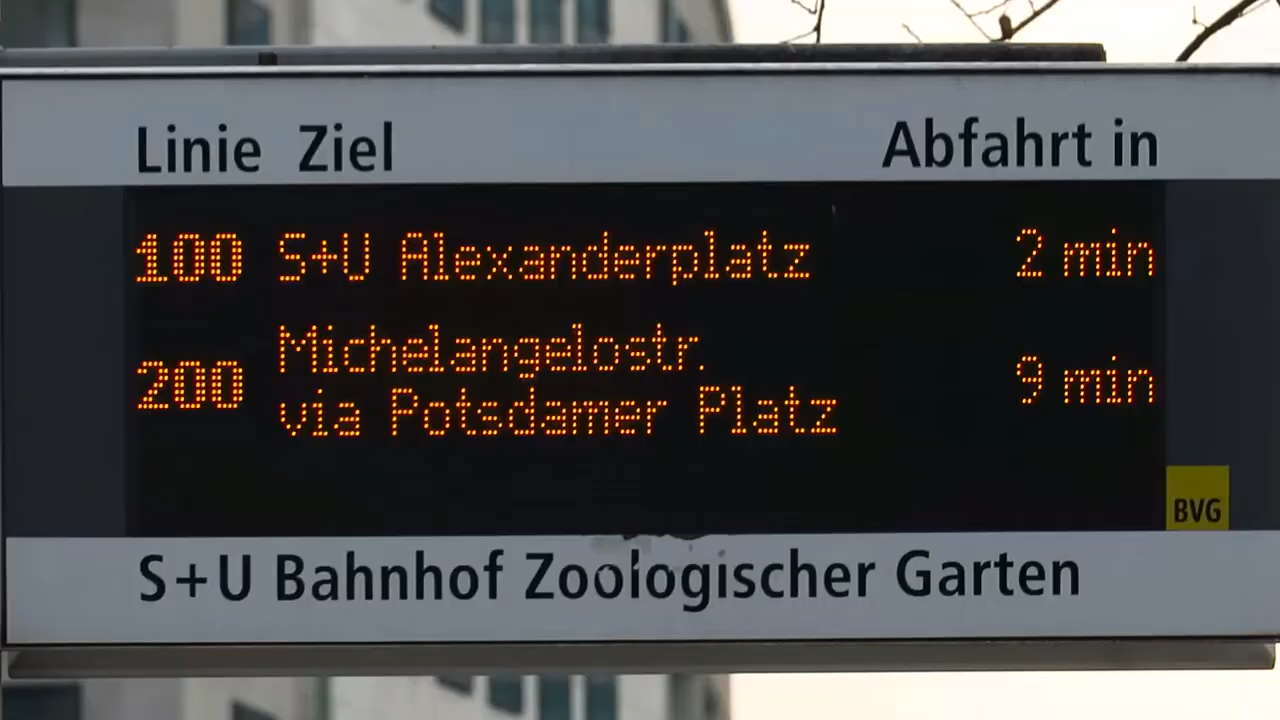 Linie Ziel Abfahrt in
100 S+U Alexanderplatz 2 min
200 Michelangelostr. 9 min
via Potsdamer Platz
BVG
S+U Bahnhof Zoologischer Garten